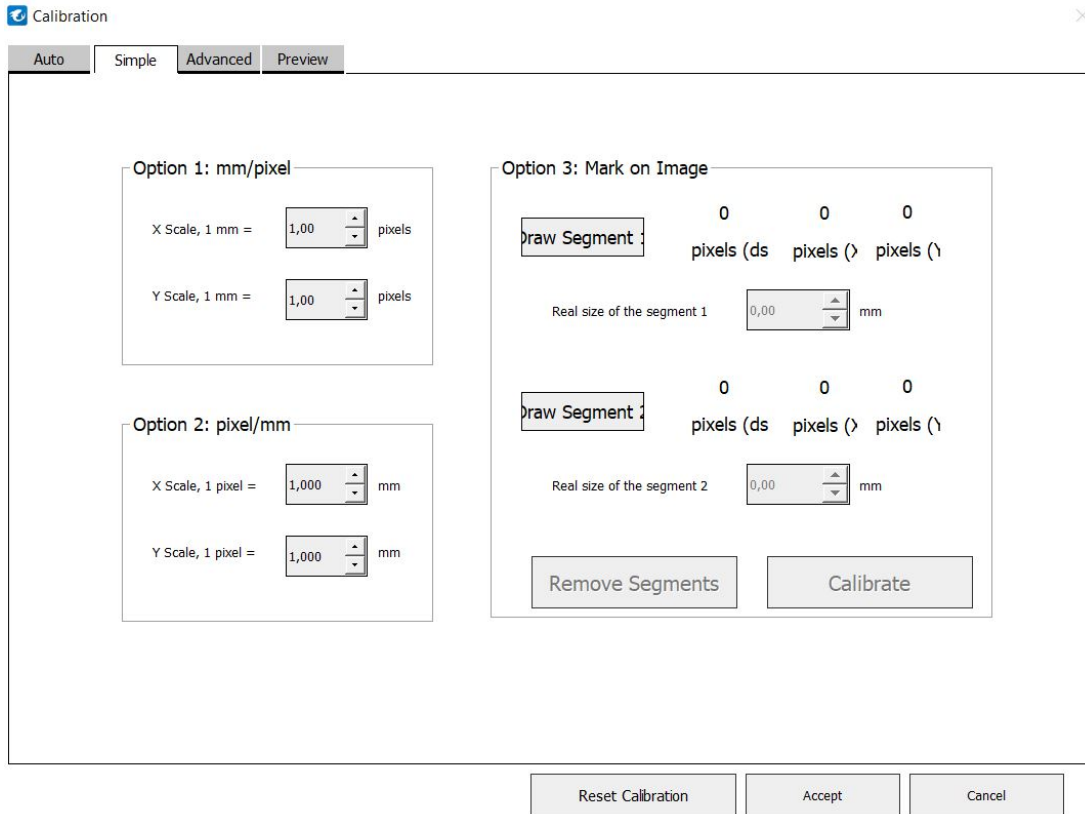 Calibration
Auto Simple Advanced Preview
Option 1: mm/pixel
X Scale, 1 mm = 1,00 pixels
Y Scale, 1 mm = 1,00 pixels
Option 2: pixel/mm
X Scale, 1 pixel = 1,000 mm
Y Scale, 1 pixel = 1,000 mm
Option 3: Mark on Image
0 0 0
Draw Segment 1 pixels (ds pixels (X pixels (Y
Real size of the segment 1 0,00 mm
0 0 0
Draw Segment 2 pixels (ds pixels (X pixels (Y
Real size of the segment 2 0,00 mm
Remove Segments Calibrate
Reset Calibration Accept Cancel